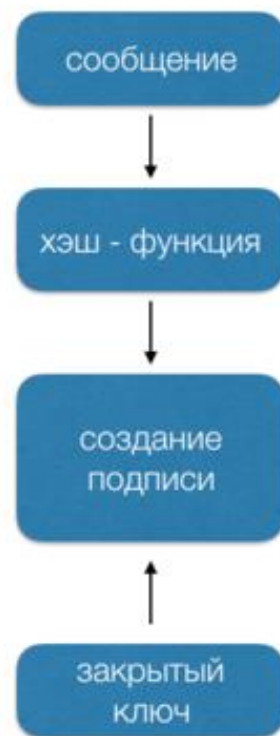 сообщение
хэш - функция
создание
подписи
закрытый
ключ